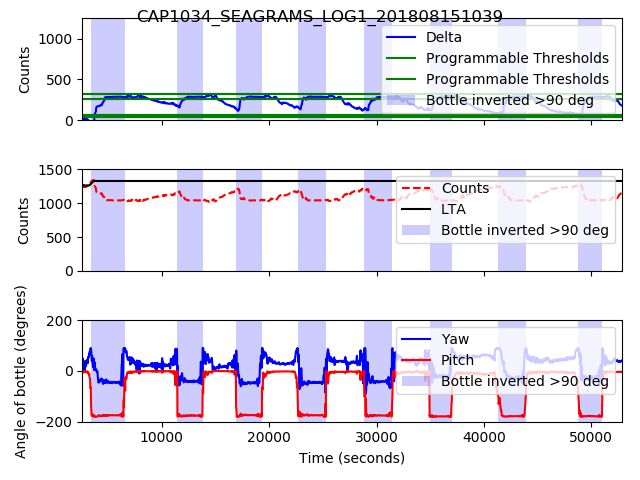 CAP1034_SEAGRAMS_LOG1_201808151039
Counts
1000
500
0
Delta
Programmable Thresholds
Programmable Thresholds
Bottle inverted >90 deg
Counts
1500
1000
500
0
Counts
LTA
Bottle inverted >90 deg
Angle of bottle (degrees)
200
0
−200
Yaw
Pitch
Bottle inverted >90 deg
10000 20000 30000 40000 50000
Time (seconds)